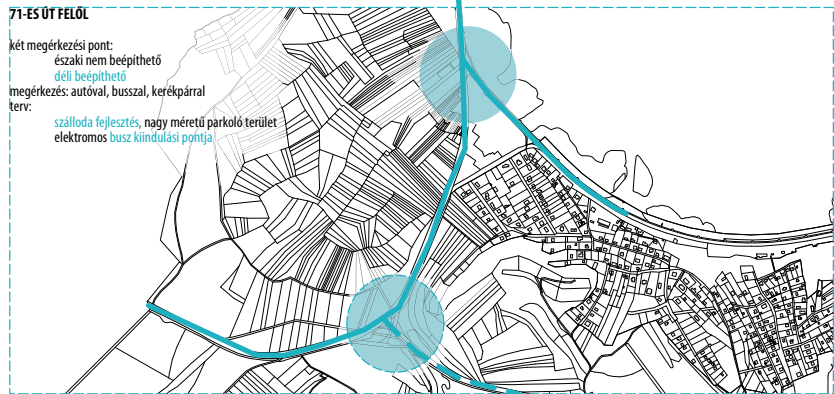 71-ES ÚT FELŐL
két megérkezési pont:
északi nem beépíthető
déli beépíthető
megérkezés: autóval, busszal, kerékpárral
terv:
szálloda fejlesztés, nagy méretű parkoló terület
elektromos busz kiindulási pontja